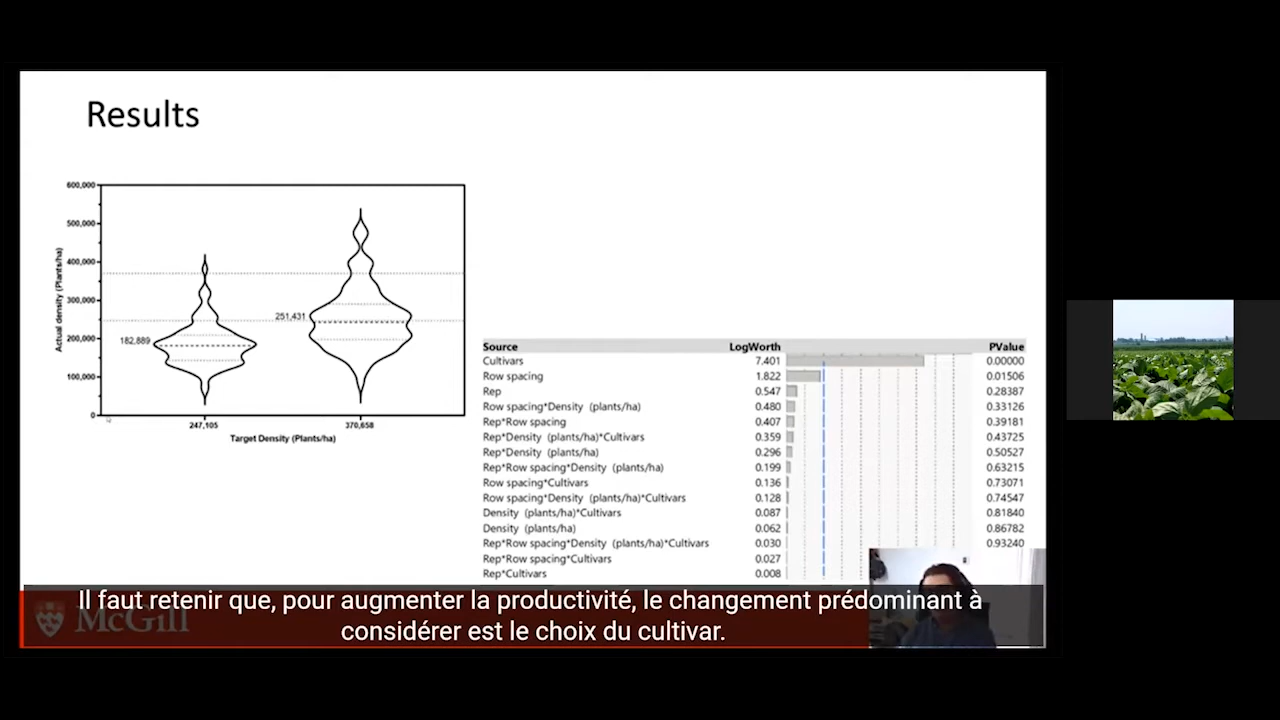 Results
600,000
500,000
400,000
300,000
200,000
100,000
0
Actual density (Plants/ha)
182,889
251,431
247,105
370,658
Target Density (Plants/ha)
Source LogWorth PValue
Cultivars 7.401 0.00000
Row spacing 1.822 0.01506
Rep 0.547 0.28387
Row spacing*Density (plants/ha) 0.480 0.33126
Rep*Row spacing 0.407 0.39181
Rep*Density (plants/ha)*Cultivars 0.359 0.43725
Rep*Density (plants/ha) 0.296 0.50527
Rep*Row spacing*Density (plants/ha) 0.199 0.63215
Row spacing*Cultivars 0.136 0.73071
Row spacing*Density (plants/ha)*Cultivars 0.128 0.74547
Density (plants/ha)*Cultivars 0.087 0.81840
Density (plants/ha) 0.062 0.86782
Rep*Row spacing*Density (plants/ha)*Cultivars 0.030 0.93240
Rep*Row spacing*Cultivars 0.027
Rep*Cultivars 0.008
McGill
Il faut retenir que, pour augmenter la productivité, le changement prédominant à
considérer est le choix du cultivar.